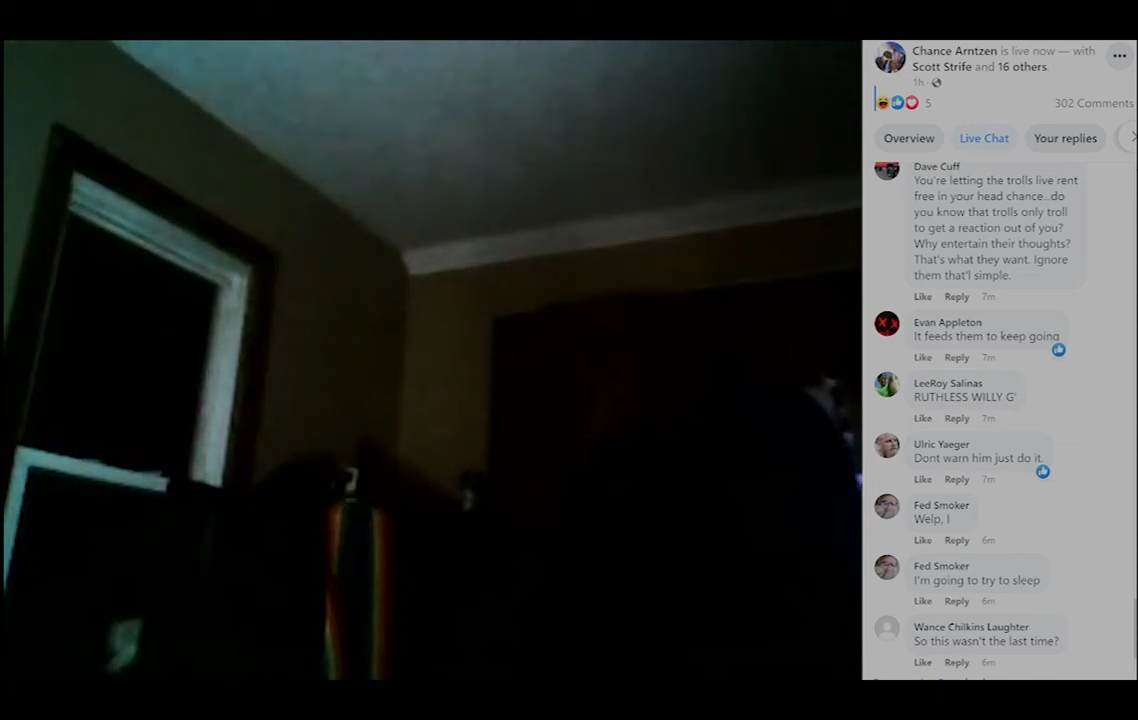 Chance Arntzen is live now — with
Scott Strife and 16 others.
1h ·
5
302 Comments
Overview
Live Chat
Your replies
Dave Cuff
You're letting the trolls live rent
free in your head chance...do
you know that trolls only troll
to get a reaction out of you?
Why entertain their thoughts?
That's what they want. Ignore
them that'l simple.
Like Reply 7m
Evan Appleton
It feeds them to keep going
Like Reply 7m
LeeRoy Salinas
RUTHLESS WILLY G'
Like Reply 7m
Ulric Yaeger
Dont warn him just do it.
Like Reply 7m
Fed Smoker
Welp, I
Like Reply 6m
Fed Smoker
I'm going to try to sleep
Like Reply 6m
Wance Chilkins Laughter
So this wasn't the last time?
Like Reply 6m